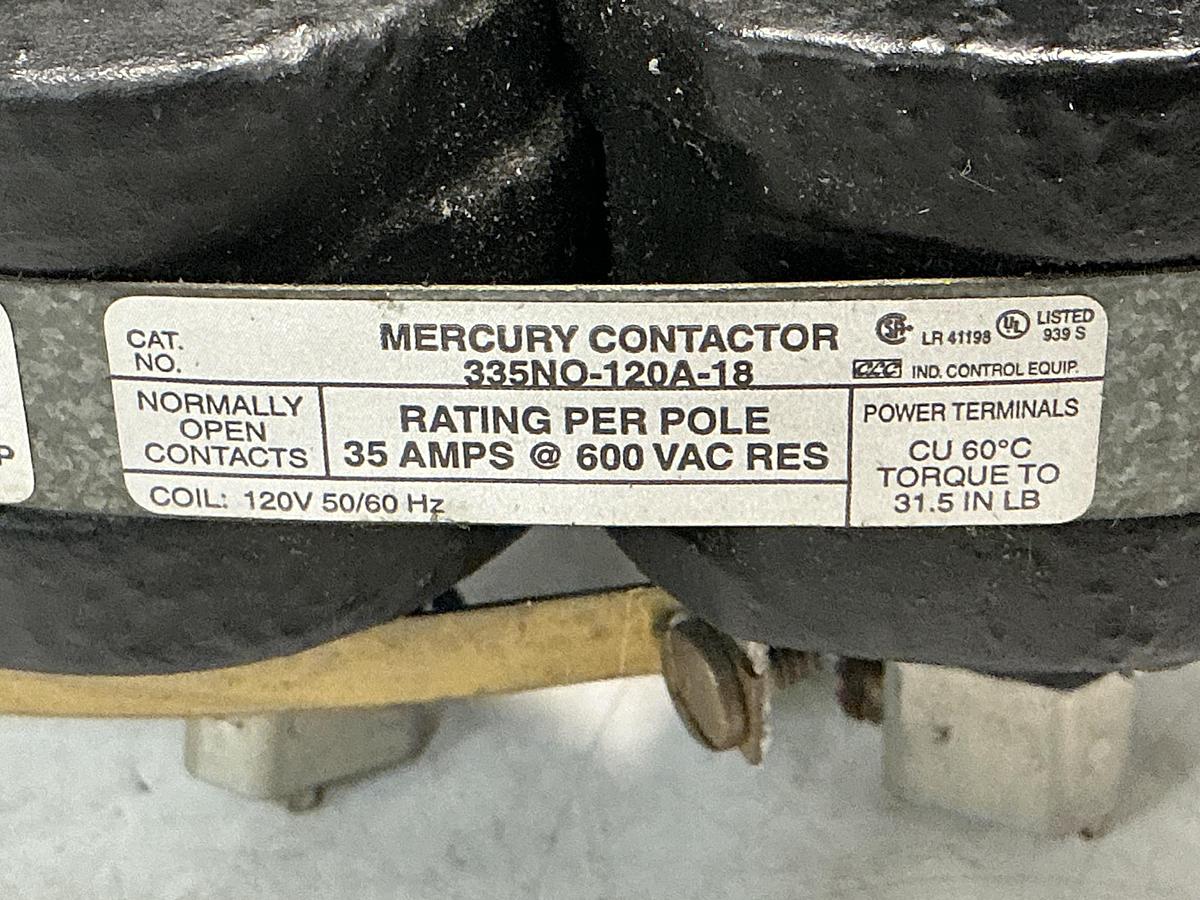 CAT. NO.
MERCURY CONTACTOR
335NO-120A-18
SA LR 41198 UL LISTED 939 S
IND. CONTROL EQUIP.
NORMALLY
OPEN
CONTACTS
RATING PER POLE
35 AMPS @ 600 VAC RES
POWER TERMINALS
CU 60°C
TORQUE TO
31.5 IN LB
COIL: 120V 50/60 Hz
P